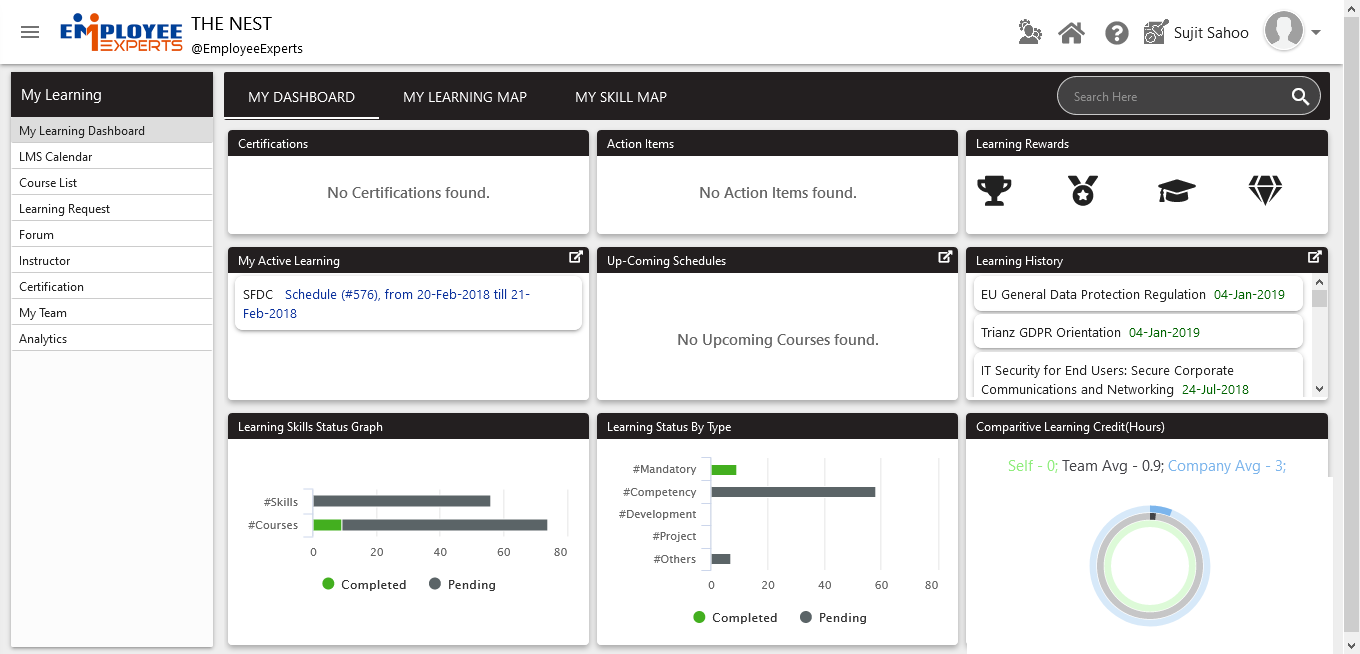 EMPLOYEE
EXPERTS
THE NEST
@EmployeeExperts
Sujit Sahoo
My Learning
My Learning Dashboard
LMS Calendar
Course List
Learning Request
Forum
Instructor
Certification
My Team
Analytics
MY DASHBOARD
MY LEARNING MAP
MY SKILL MAP
Search Here
Certifications
No Certifications found.
Action Items
No Action Items found.
Learning Rewards
My Active Learning
SFDC Schedule (#576), from 20-Feb-2018 till 21-
Feb-2018
Up-Coming Schedules
No Upcoming Courses found.
Learning History
EU General Data Protection Regulation 04-Jan-2019
Trianz GDPR Orientation 04-Jan-2019
IT Security for End Users: Secure Corporate
Communications and Networking 24-Jul-2018
Learning Skills Status Graph
#Skills
#Courses
0 20 40 60 80
Completed Pending
Learning Status By Type
#Mandatory
#Competency
#Development
#Project
#Others
0 20 40 60 80
Completed Pending
Comparitive Learning Credit(Hours)
Self - 0; Team Avg - 0.9; Company Avg - 3;